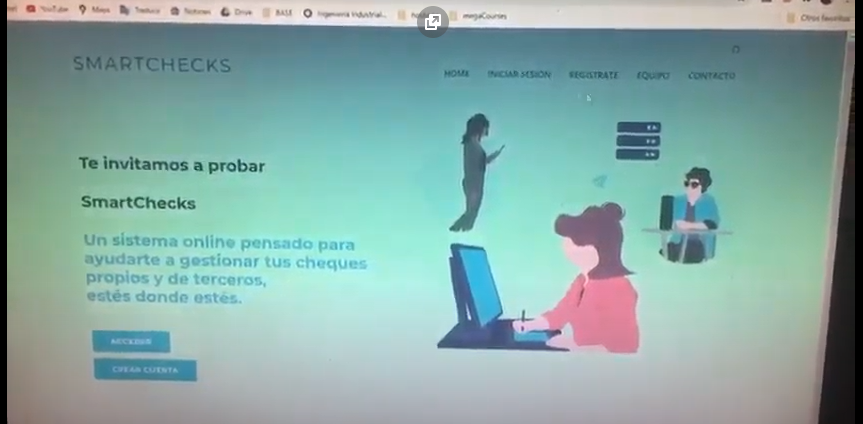 YouTube
Maps
Traducir
Noticias
Drive
BASE
Ingeniería Industrial...
megaCourses
Otros favoritos
SMARTCHECKS
HOME INICIAR SESIÓN REGISTRATE EQUIPO CONTACTO
Te invitamos a probar
SmartChecks
Un sistema online pensado para
ayudarte a gestionar tus cheques
propios y de terceros,
estés donde estés.
ACCEDER
CREAR CUENTA